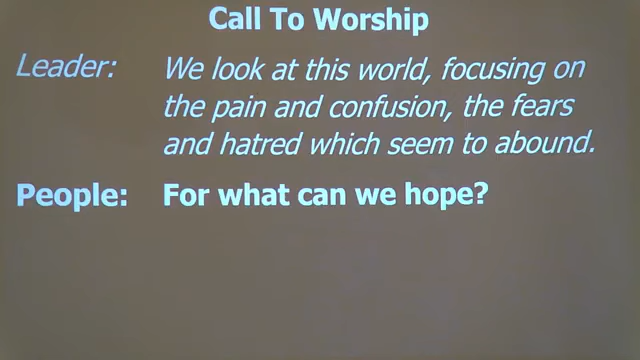 Call To Worship
Leader: We look at this world, focusing on
the pain and confusion, the fears
and hatred which seem to abound.
People: For what can we hope?